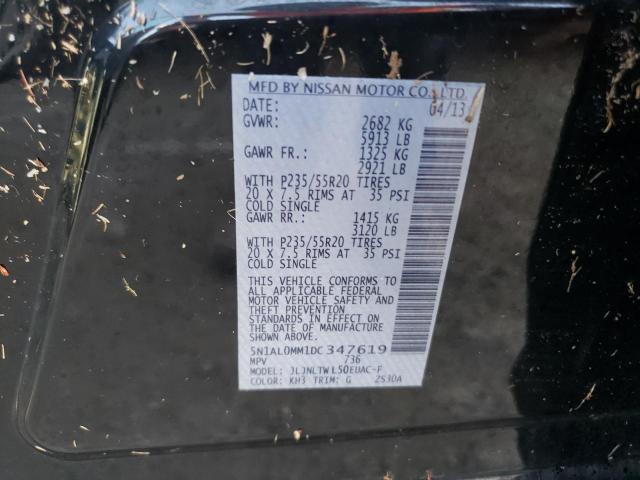 MFD BY NISSAN MOTOR CO., LTD.
DATE: 04/13
GVWR: 2682 KG
5913 LB
GAWR FR.: 1325 KG
2921 LB
WITH P235/55R20 TIRES
20 X 7.5 RIMS AT 35 PSI
COLD SINGLE
GAWR RR.: 1415 KG
3120 LB
WITH P235/55R20 TIRES
20 X 7.5 RIMS AT 35 PSI
COLD SINGLE
THIS VEHICLE CONFORMS TO
ALL APPLICABLE FEDERAL
MOTOR VEHICLE SAFETY AND
THEFT PREVENTION
STANDARDS IN EFFECT ON
THE DATE OF MANUFACTURE
SHOWN ABOVE.
5N1AL0MM1DC347619
MPV 736
MODEL: JLJNLTWL50EUAC-F
COLOR: KH3 TRIM: G 2S30A